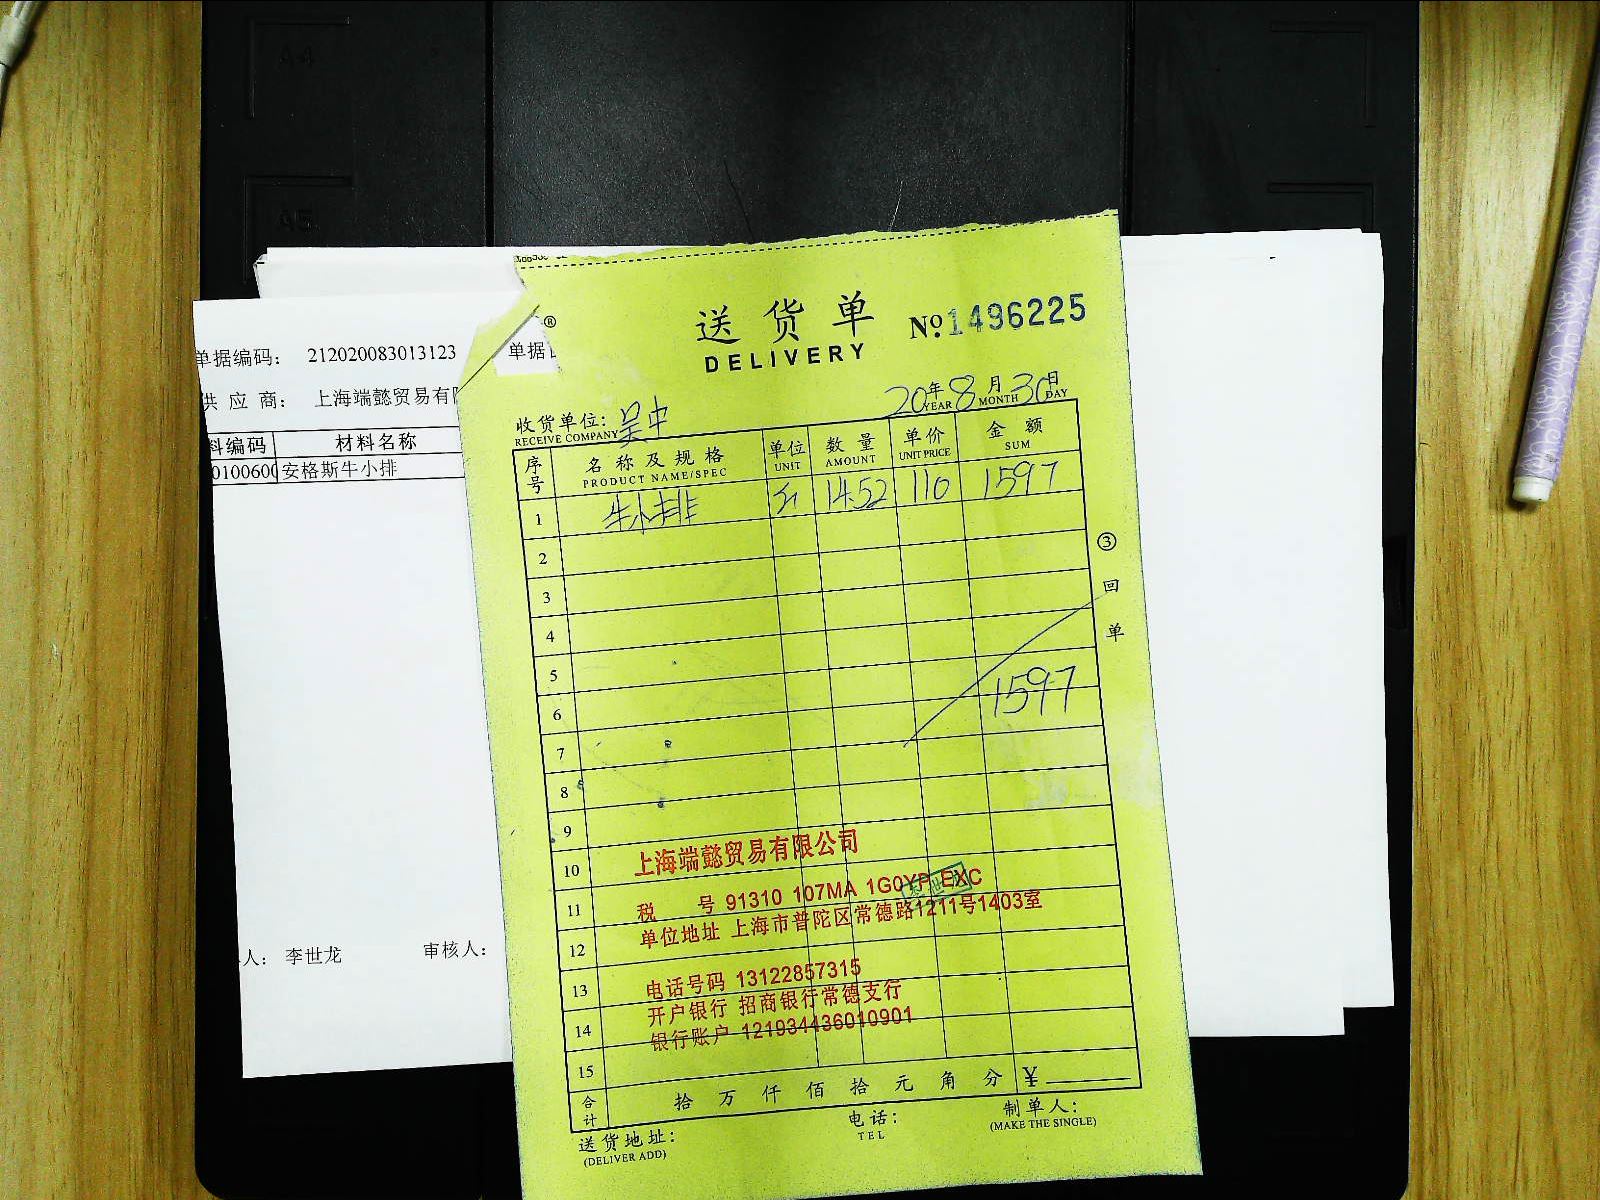 A4
A5
单据编码： 212020083013123
单据日
供 应 商： 上海端懿贸易有限
料编码 材料名称
0100600 安格斯牛小排
人： 李世龙 审核人：
®
送货单 №1496225
DELIVERY
20年8月30日
YEAR MONTH DAY
收货单位：吴中
RECEIVE COMPANY
序号 名称及规格 单位 数量 单价 金额
PRODUCT NAME/SPEC UNIT AMOUNT UNIT PRICE SUM
1 牛小排 斤 14.52 110 1597
2
3
4
5
6 1597
7
8
9
10
11
12
13
14
15
③回单
上海端懿贸易有限公司
税 号 91310 107MA 1G0YP EXC
单位地址 上海市普陀区常德路1211号1403室
电话号码 13122857315
开户银行 招商银行常德支行
银行账户 121934436010901
合计 拾 万 仟 佰 拾 元 角 分 ¥
送货地址： 电话： 制单人：
(DELIVER ADD) TEL (MAKE THE SINGLE)